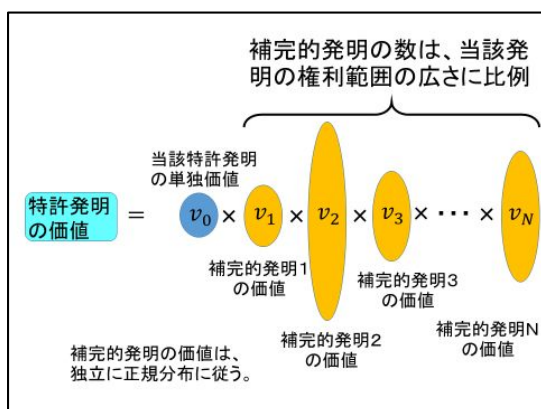 補完的発明の数は、当該発
明の権利範囲の広さに比例
当該特許発明
の単独価値
特許発明
の価値
= v₀ × v₁ × v₂ × v₃ × ⋯ × v_N
補完的発明1
の価値
補完的発明3
の価値
補完的発明N
の価値
補完的発明2
の価値
補完的発明の価値は、
独立に正規分布に従う。